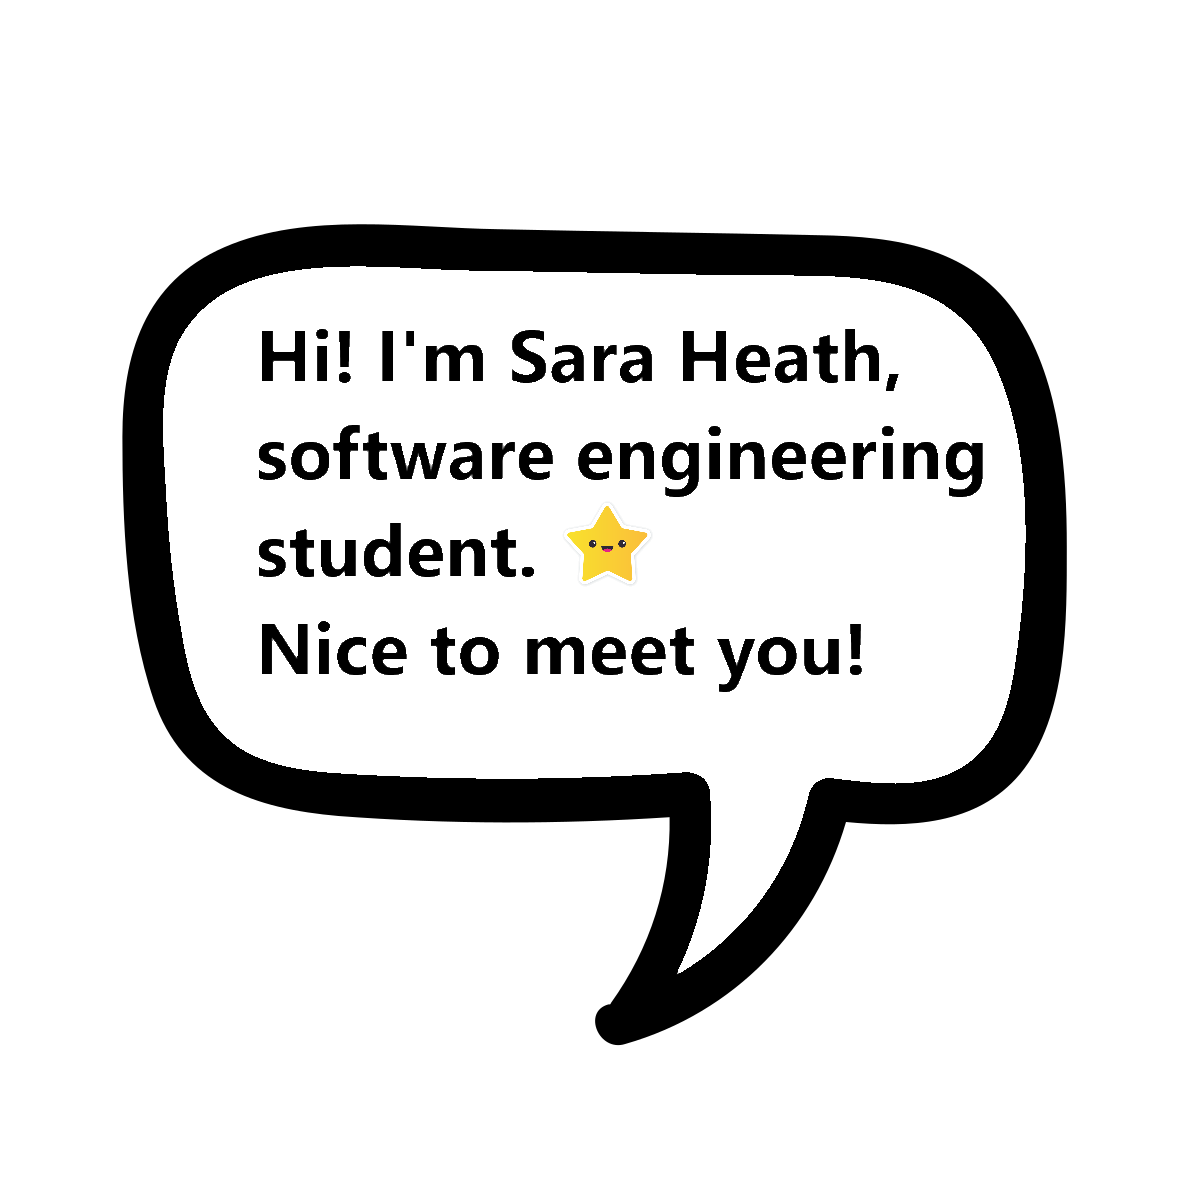 Hi! I'm Sara Heath,
software engineering
student.
Nice to meet you!